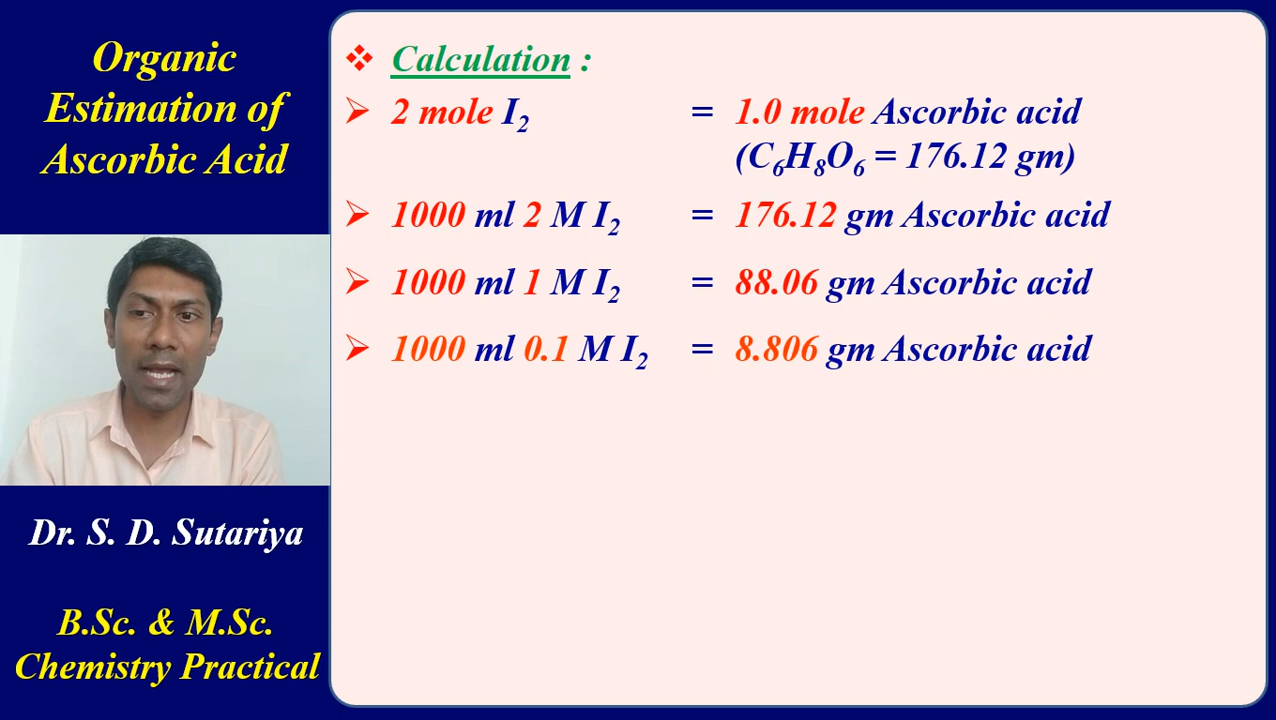 Organic
Estimation of
Ascorbic Acid
Dr. S. D. Sutariya
B.Sc. & M.Sc.
Chemistry Practical
❖ Calculation :
➢ 2 mole I₂ = 1.0 mole Ascorbic acid
(C₆H₈O₆ = 176.12 gm)
➢ 1000 ml 2 M I₂ = 176.12 gm Ascorbic acid
➢ 1000 ml 1 M I₂ = 88.06 gm Ascorbic acid
➢ 1000 ml 0.1 M I₂ = 8.806 gm Ascorbic acid